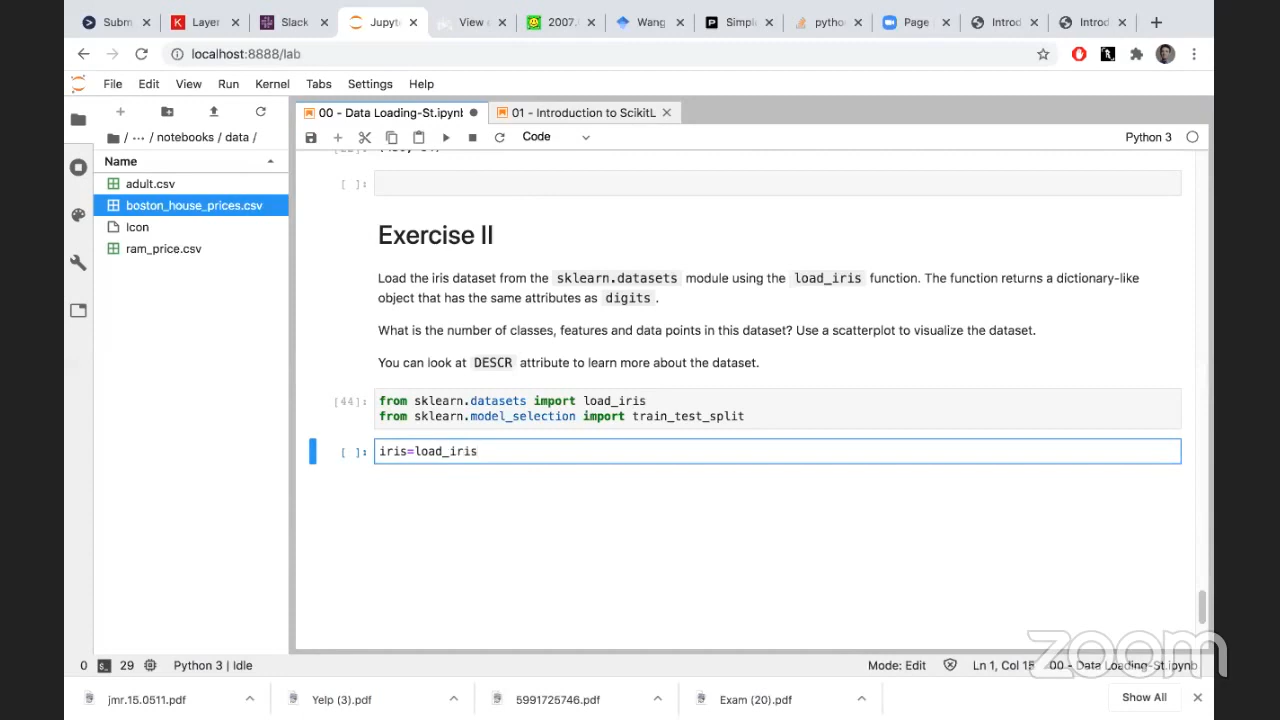 Subm
Layer
Slack
Jupyt
View
2007.
Wang
Simpl
python
Page
Introd
Introd
localhost:8888/lab
File Edit View Run Kernel Tabs Settings Help
00 - Data Loading-St.ipynb
01 - Introduction to ScikitL
/ ··· / notebooks / data /
Code
Python 3
Name
adult.csv
boston_house_prices.csv
Icon
ram_price.csv
[ ]:
Exercise II
Load the iris dataset from the sklearn.datasets module using the load_iris function. The function returns a dictionary-like
object that has the same attributes as digits.
What is the number of classes, features and data points in this dataset? Use a scatterplot to visualize the dataset.
You can look at DESCR attribute to learn more about the dataset.
[44]: from sklearn.datasets import load_iris
from sklearn.model_selection import train_test_split
[ ]: iris=load_iris
zoom
0 29 Python 3 | Idle
Mode: Edit Ln 1, Col 15 00 - Data Loading-St.ipynb
jmr.15.0511.pdf
Yelp (3).pdf
5991725746.pdf
Exam (20).pdf
Show All